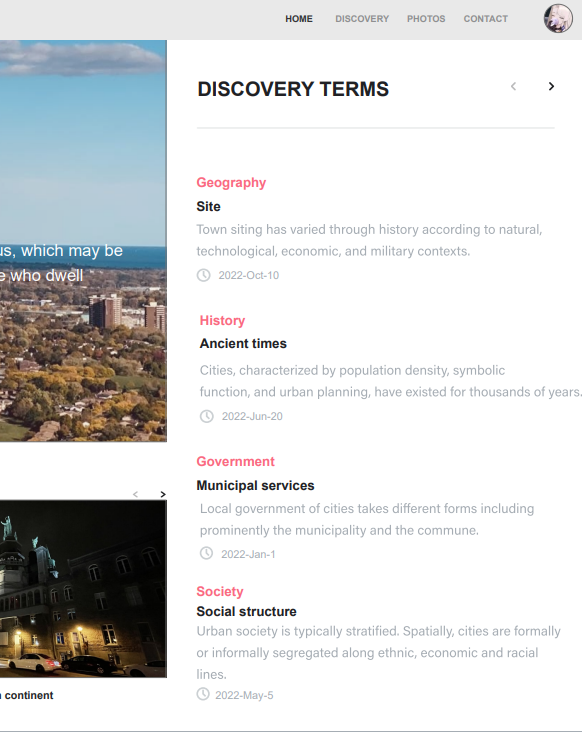 HOME DISCOVERY PHOTOS CONTACT
DISCOVERY TERMS
which may be
who dwell
continent
Geography
Site
Town siting has varied through history according to natural,
technological, economic, and military contexts.
2022-Oct-10
History
Ancient times
Cities, characterized by population density, symbolic
function, and urban planning, have existed for thousands of years.
2022-Jun-20
Government
Municipal services
Local government of cities takes different forms including
prominently the municipality and the commune.
2022-Jan-1
Society
Social structure
Urban society is typically stratified. Spatially, cities are formally
or informally segregated along ethnic, economic and racial
lines.
2022-May-5